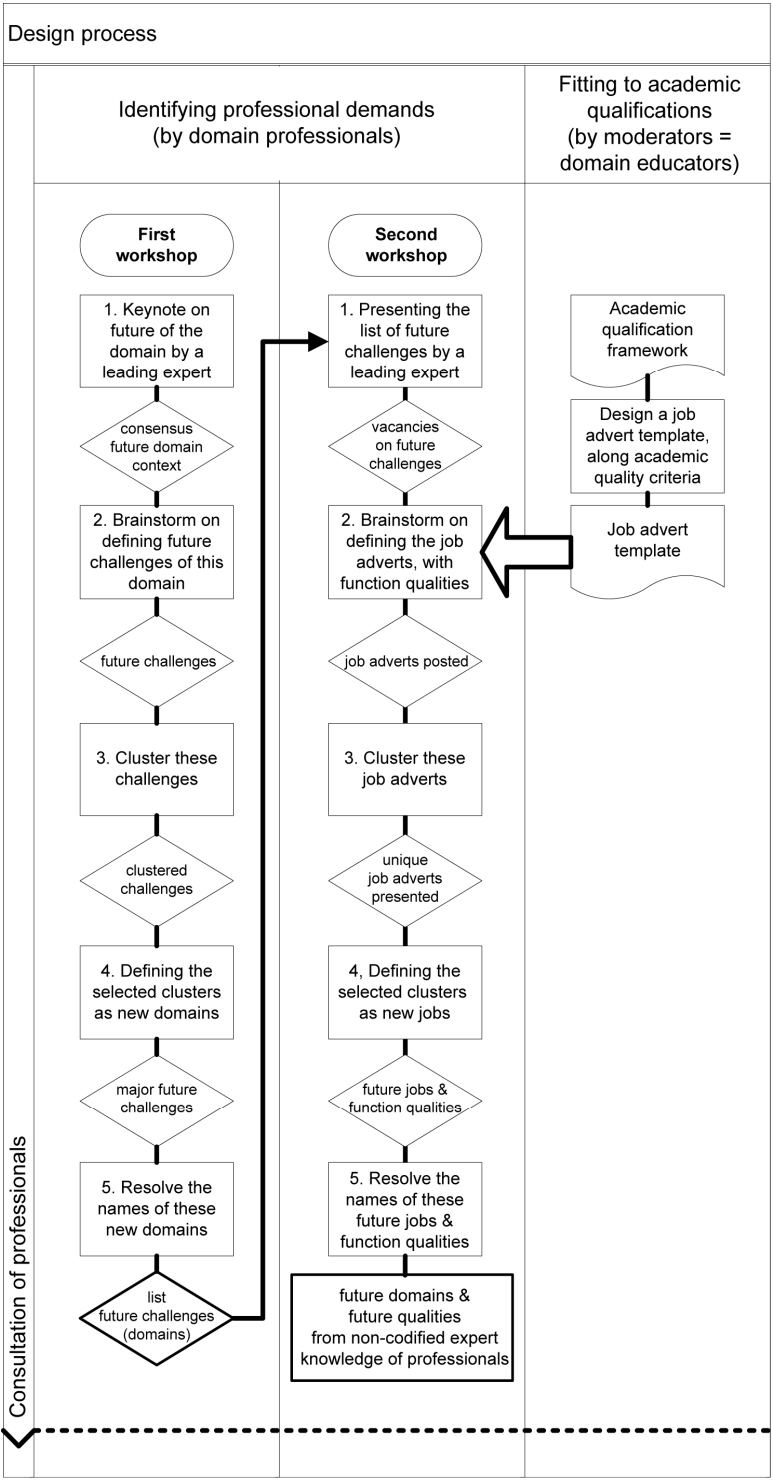 Design process
Identifying professional demands
(by domain professionals)
Fitting to academic
qualifications
(by moderators =
domain educators)
First
workshop
1. Keynote on
future of the
domain by a
leading expert
consensus
future domain
context
2. Brainstorm on
defining future
challenges of this
domain
future challenges
3. Cluster these
challenges
clustered
challenges
4. Defining the
selected clusters
as new domains
major future
challenges
5. Resolve the
names of these
new domains
list
future challenges
(domains)
Second
workshop
1. Presenting the
list of future
challenges by a
leading expert
vacancies
on future
challenges
2. Brainstorm on
defining the job
adverts, with
function qualities
job adverts posted
3. Cluster these
job adverts
unique
job adverts
presented
4, Defining the
selected clusters
as new jobs
future jobs &
function qualities
5. Resolve the
names of these
future jobs &
function qualities
future domains &
future qualities
from non-codified expert
knowledge of professionals
Academic
qualification
framework
Design a job
advert template,
along academic
quality criteria
Job advert
template
Consultation of professionals